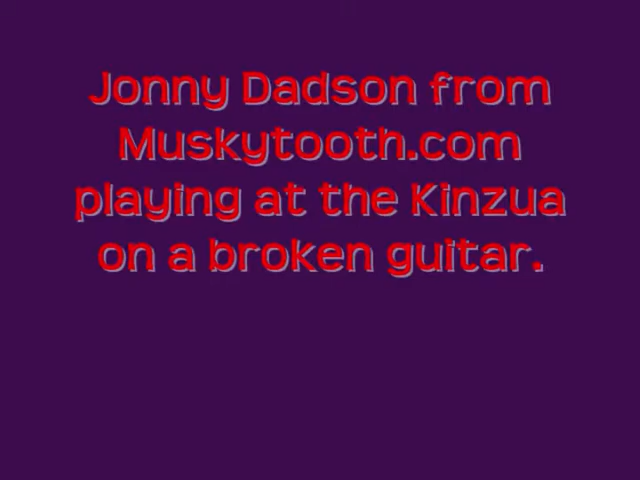 Jonny Dadson from
Muskytooth.com
playing at the Kinzua
on a broken guitar.